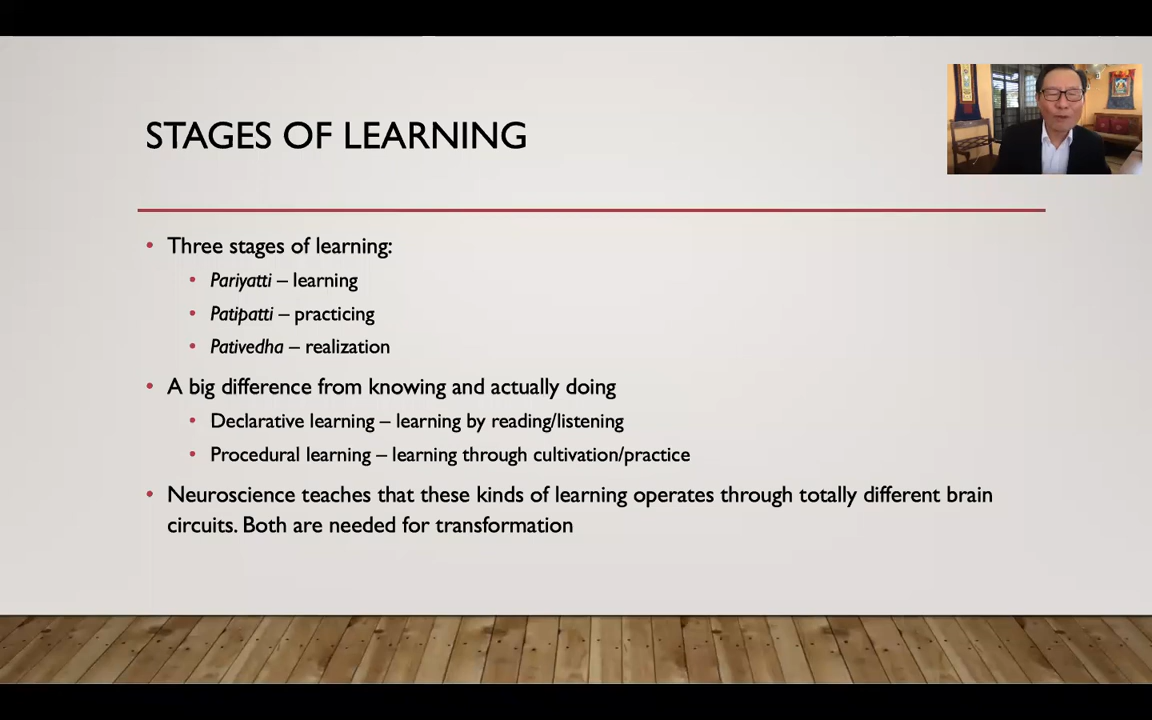 STAGES OF LEARNING
• Three stages of learning:
• Pariyatti – learning
• Patipatti – practicing
• Pativedha – realization
• A big difference from knowing and actually doing
• Declarative learning – learning by reading/listening
• Procedural learning – learning through cultivation/practice
• Neuroscience teaches that these kinds of learning operates through totally different brain
circuits. Both are needed for transformation